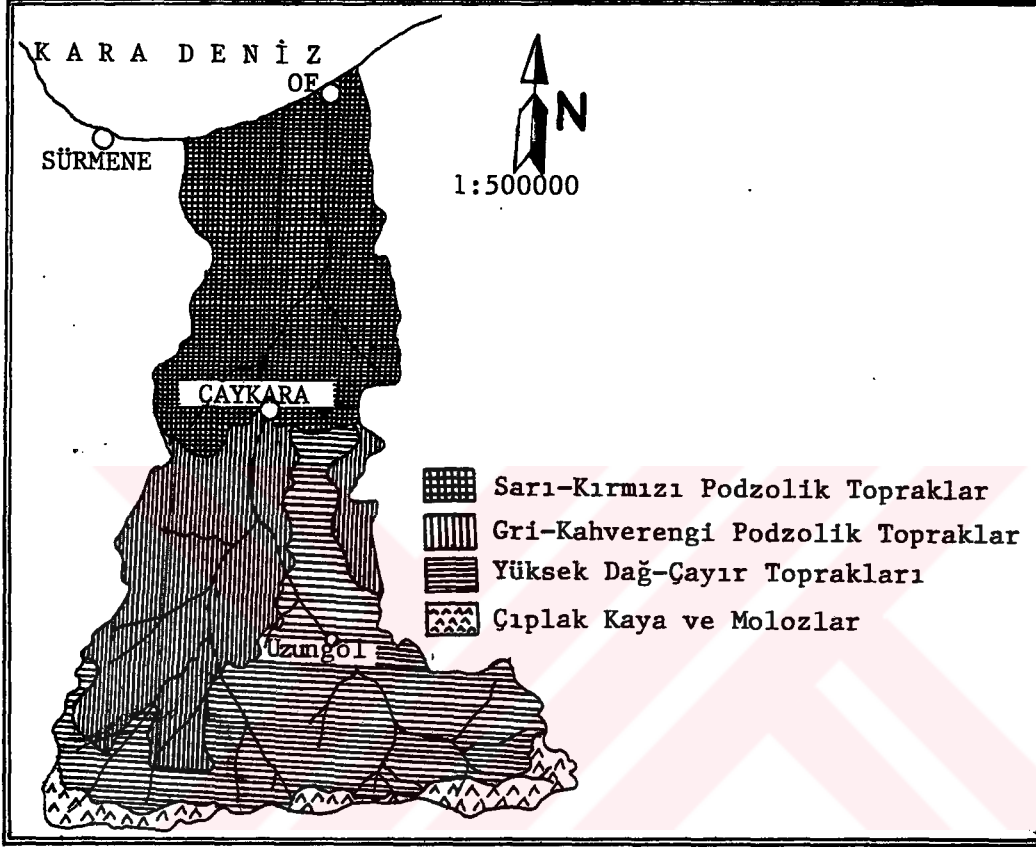 KARA DENİZ
OF
SÜRMENE
N
1:500000
ÇAYKARA
Sarı-Kırmızı Podzolik Topraklar
Gri-Kahverengi Podzolik Topraklar
Yüksek Dağ-Çayır Toprakları
Çıplak Kaya ve Molozlar
Uzungöl